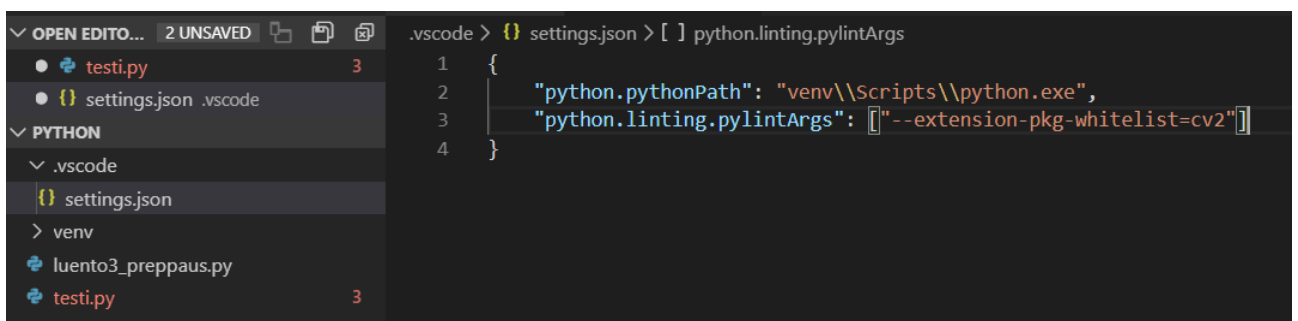 OPEN EDITO... 2 UNSAVED
testi.py 3
{} settings.json .vscode
PYTHON
.vscode
{} settings.json
venv
luento3_preppaus.py
testi.py 3
.vscode > {} settings.json > [ ] python.linting.pylintArgs
1 {
2 "python.pythonPath": "venv\\Scripts\\python.exe",
3 "python.linting.pylintArgs": ["--extension-pkg-whitelist=cv2"]
4 }